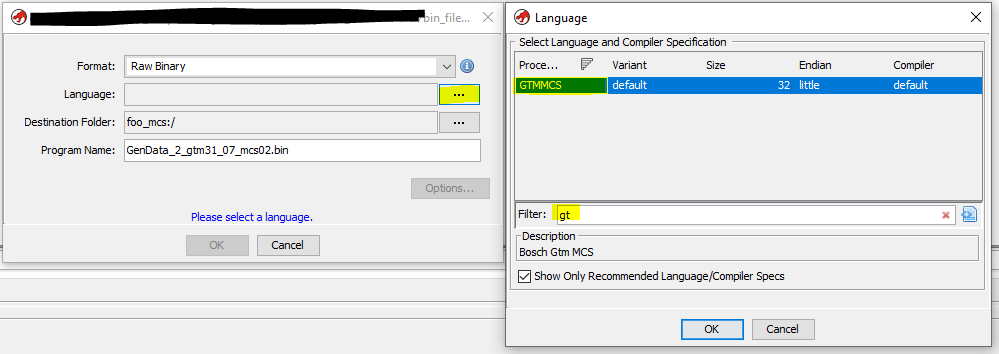 bin_file...
Format:
Raw Binary
Language:
...
Destination Folder:
foo_mcs:/
...
Program Name:
GenData_2_gtm31_07_mcs02.bin
Options...
Please select a language.
OK
Cancel
Language
Select Language and Compiler Specification
Proce... Variant Size Endian Compiler
GTMMCS default 32 little default
Filter: gt
Description
Bosch Gtm MCS
Show Only Recommended Language/Compiler Specs
OK
Cancel